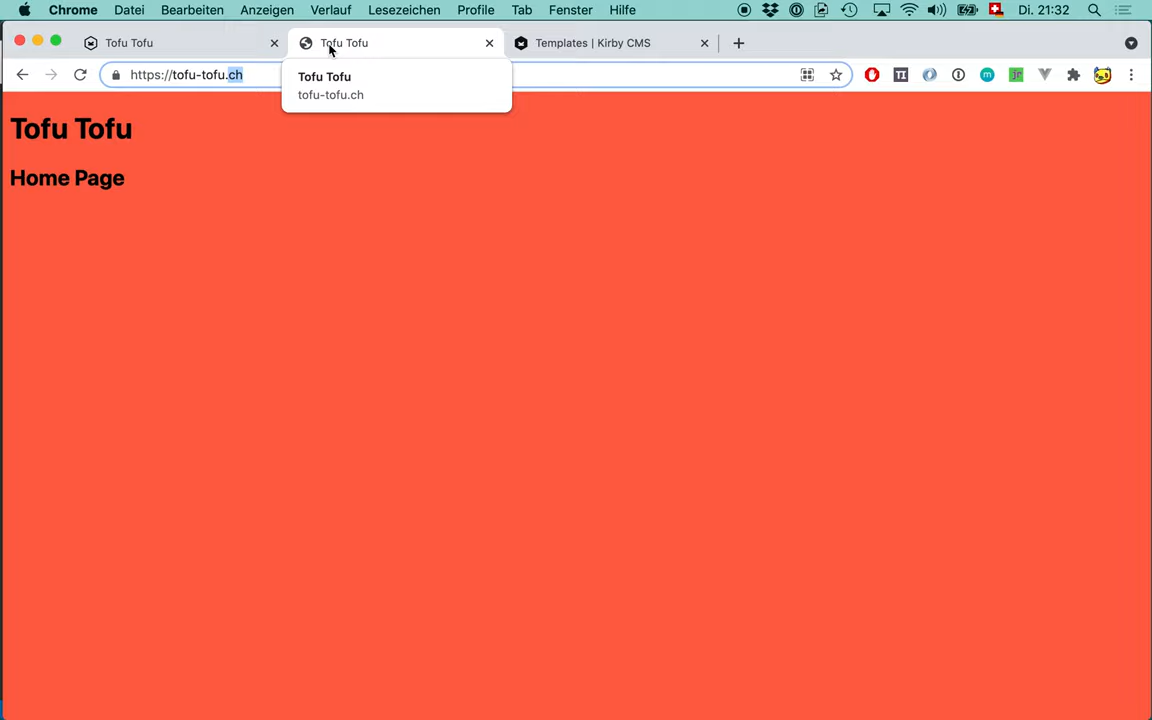 Chrome Datei Bearbeiten Anzeigen Verlauf Lesezeichen Profile Tab Fenster Hilfe Di. 21:32
Tofu Tofu Tofu Tofu Templates | Kirby CMS
https://tofu-tofu.ch
Tofu Tofu
tofu-tofu.ch
Tofu Tofu
Home Page